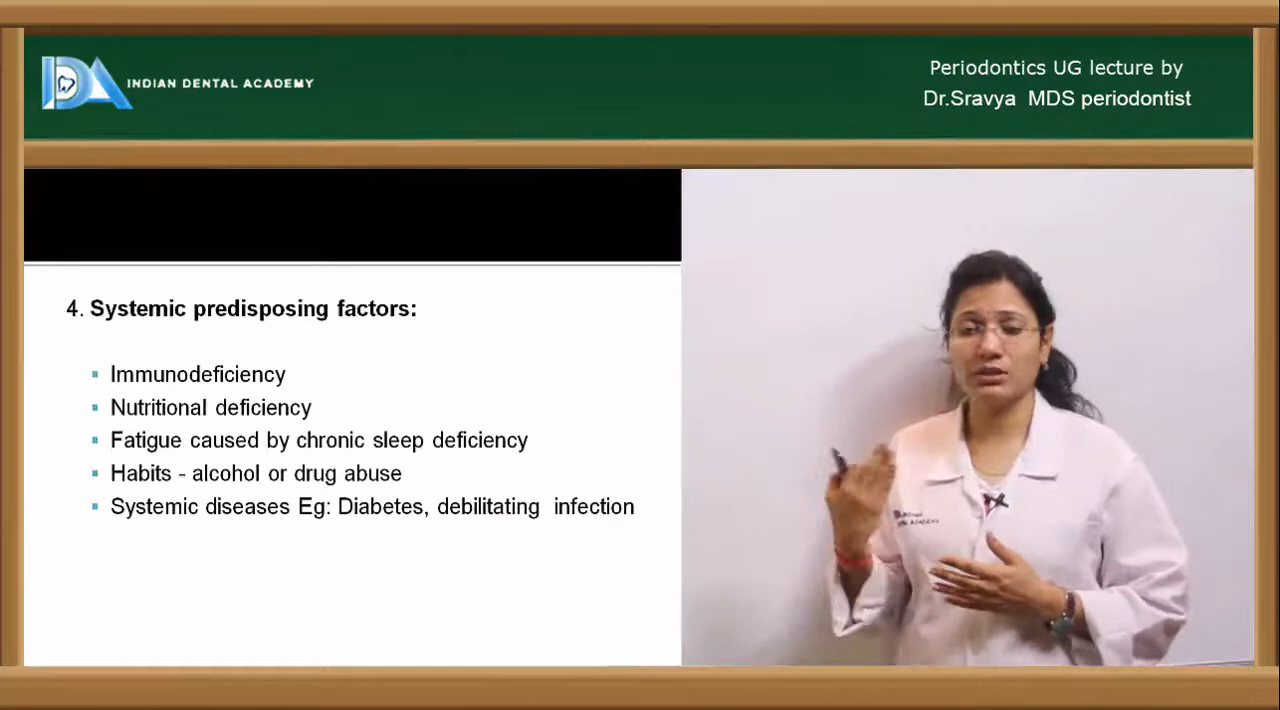 INDIAN DENTAL ACADEMY
Periodontics UG lecture by
Dr.Sravya MDS periodontist
4. Systemic predisposing factors:
Immunodeficiency
Nutritional deficiency
Fatigue caused by chronic sleep deficiency
Habits - alcohol or drug abuse
Systemic diseases Eg: Diabetes, debilitating infection